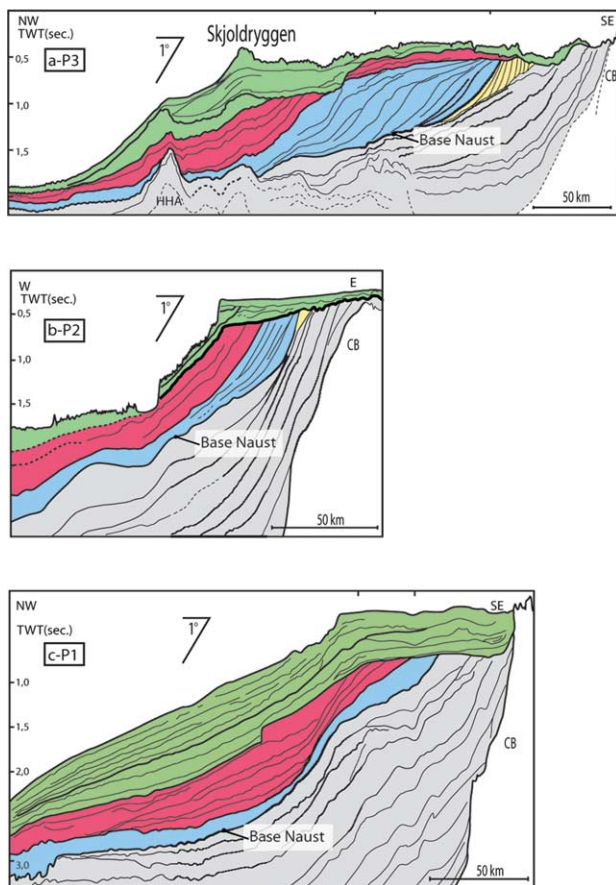 NW
SE
TWT(sec.)
Skjoldryggen
a-P3
1°
0,5
1,0
1,5
CB
Base Naust
HHA
50 km
W
E
TWT(sec.)
b-P2
1°
0,5
1,0
1,5
CB
Base Naust
50 km
NW
SE
TWT(sec.)
c-P1
1°
1,0
1,5
2,0
3,0
CB
Base Naust
50 km